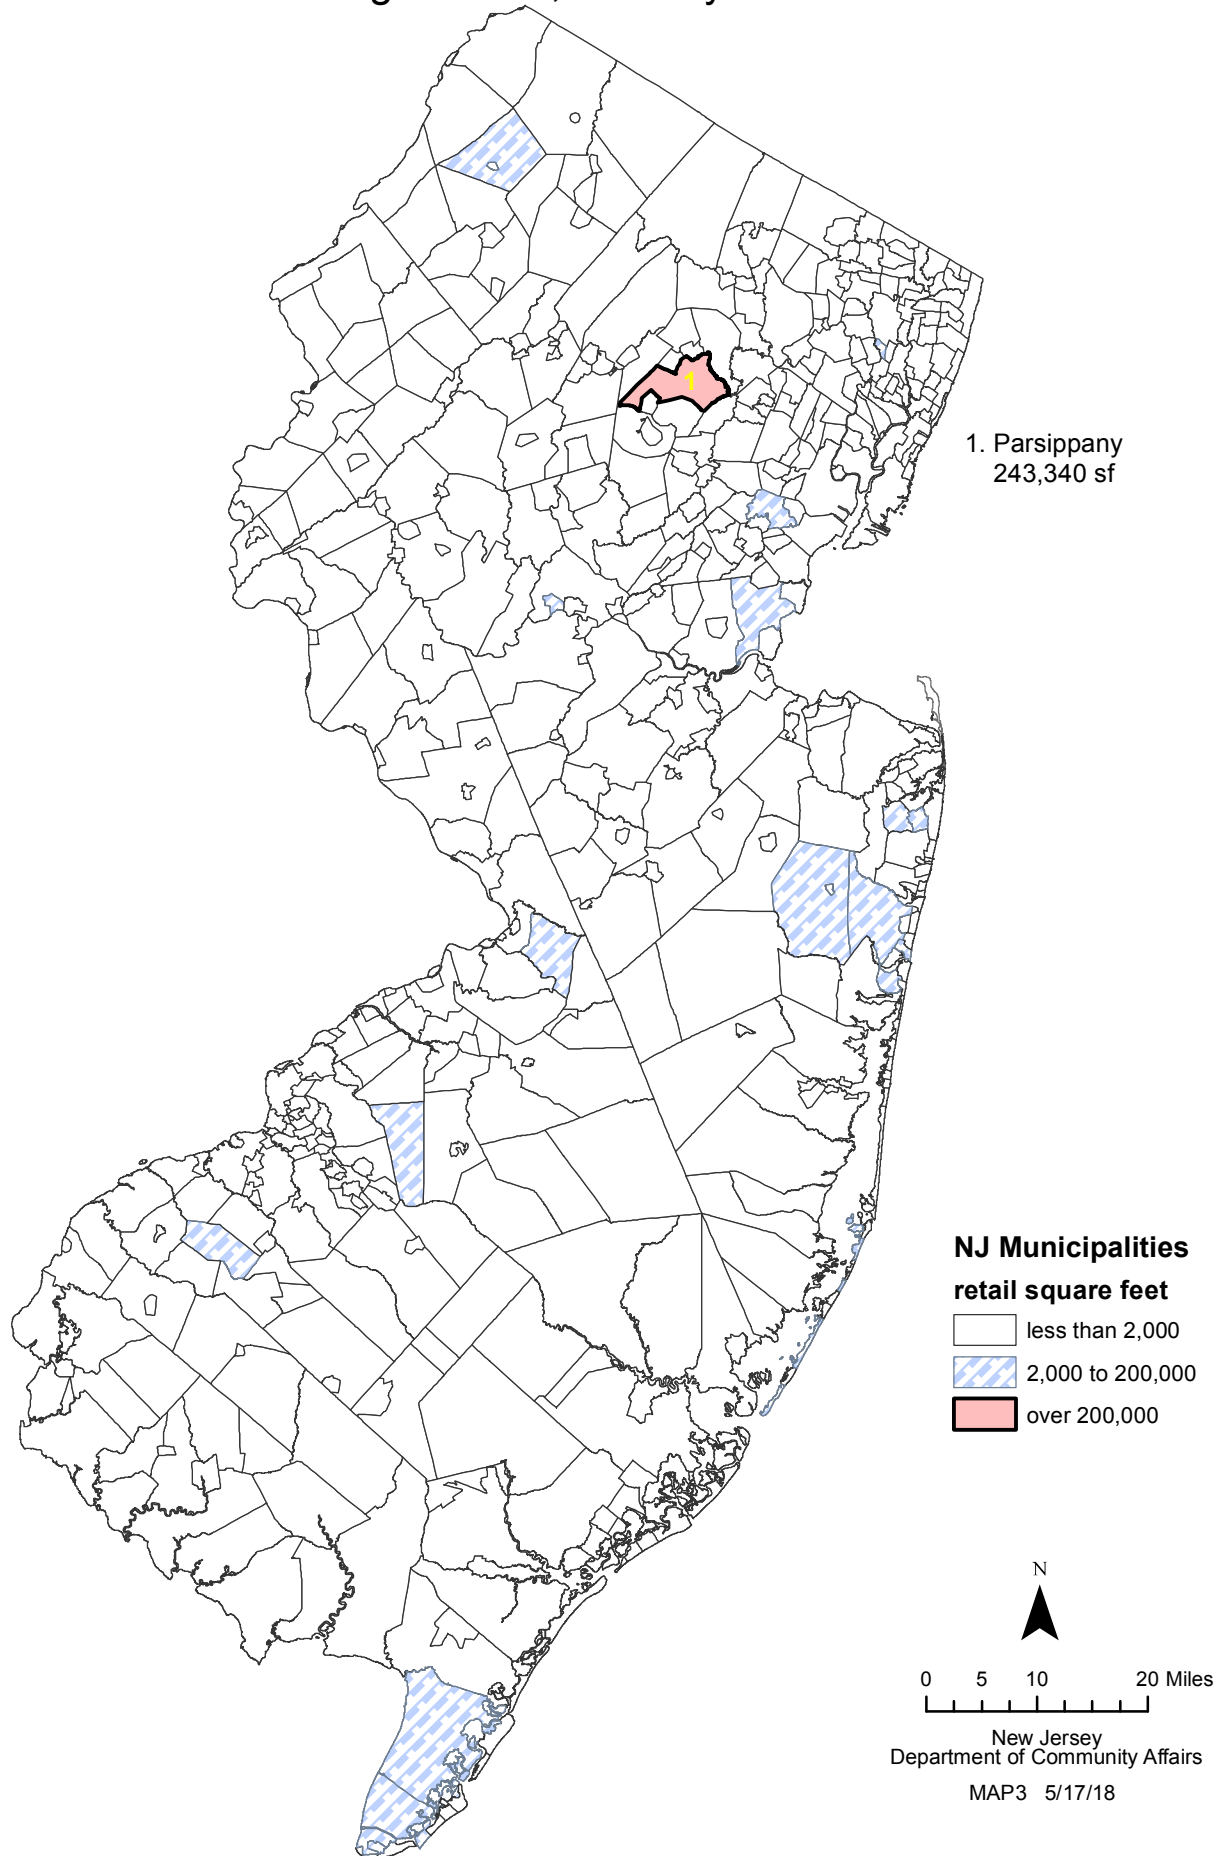 1
1. Parsippany
243,340 sf
NJ Municipalities
retail square feet
less than 2,000
2,000 to 200,000
over 200,000
N
0 5 10 20 Miles
New Jersey
Department of Community Affairs
MAP3 5/17/18